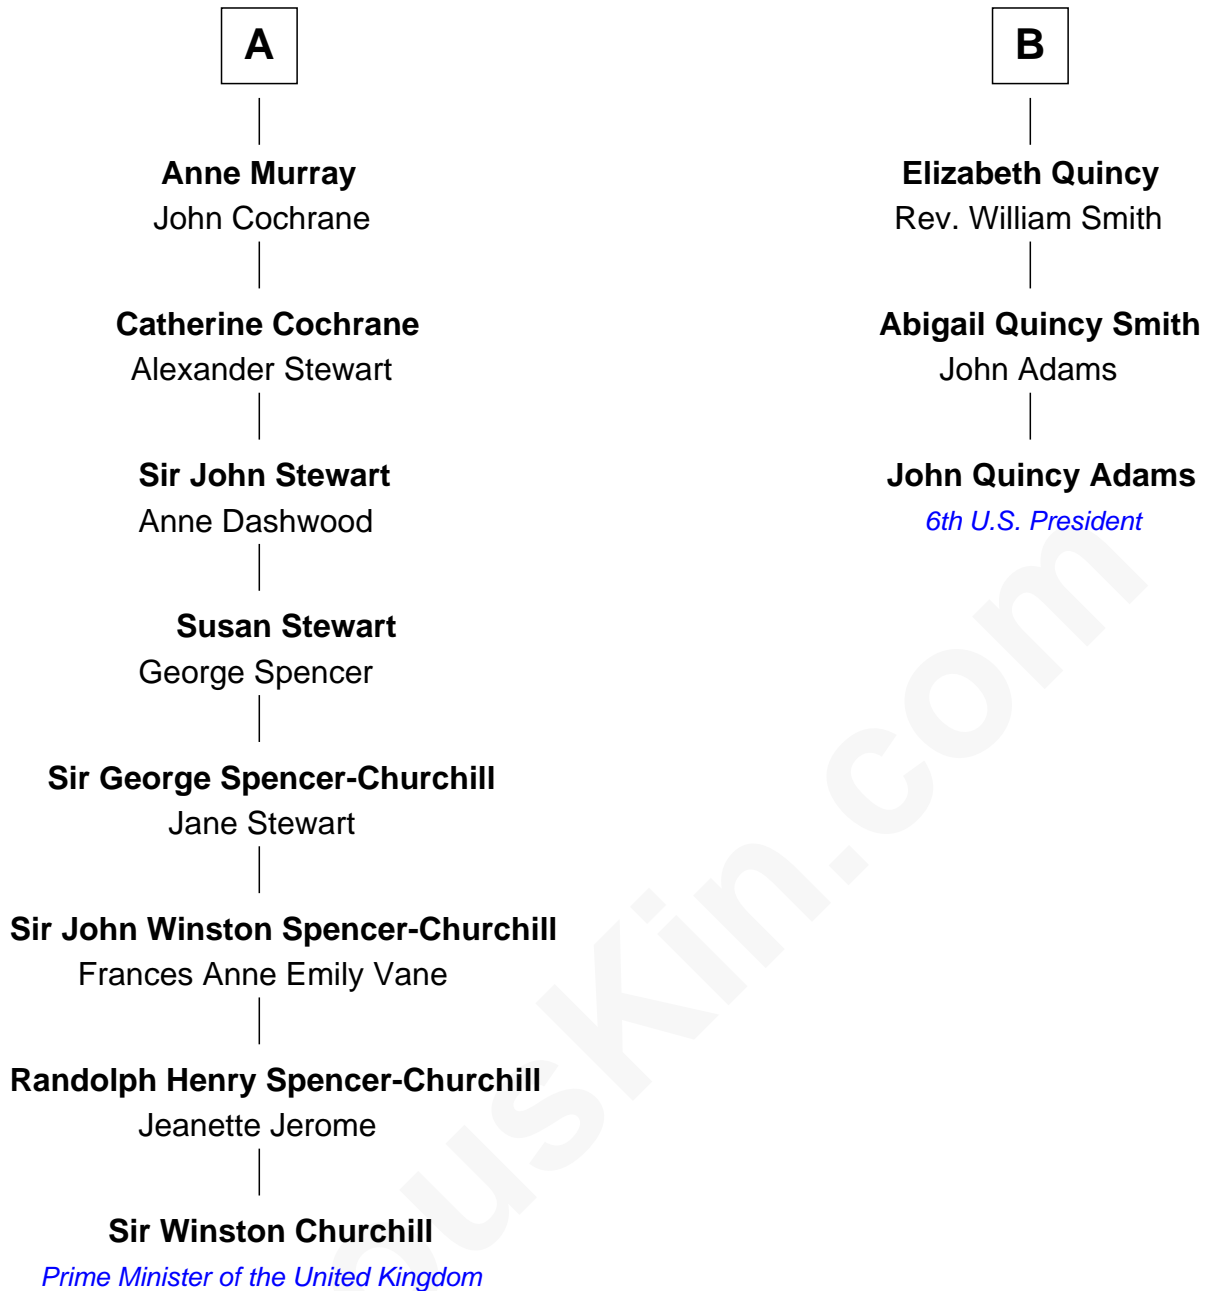 A
Anne Murray
John Cochrane
Catherine Cochrane
Alexander Stewart
Sir John Stewart
Anne Dashwood
Susan Stewart
George Spencer
Sir George Spencer-Churchill
Jane Stewart
Sir John Winston Spencer-Churchill
Frances Anne Emily Vane
Randolph Henry Spencer-Churchill
Jeanette Jerome
Sir Winston Churchill
Prime Minister of the United Kingdom
B
Elizabeth Quincy
Rev. William Smith
Abigail Quincy Smith
John Adams
John Quincy Adams
6th U.S. President
ousKin.com